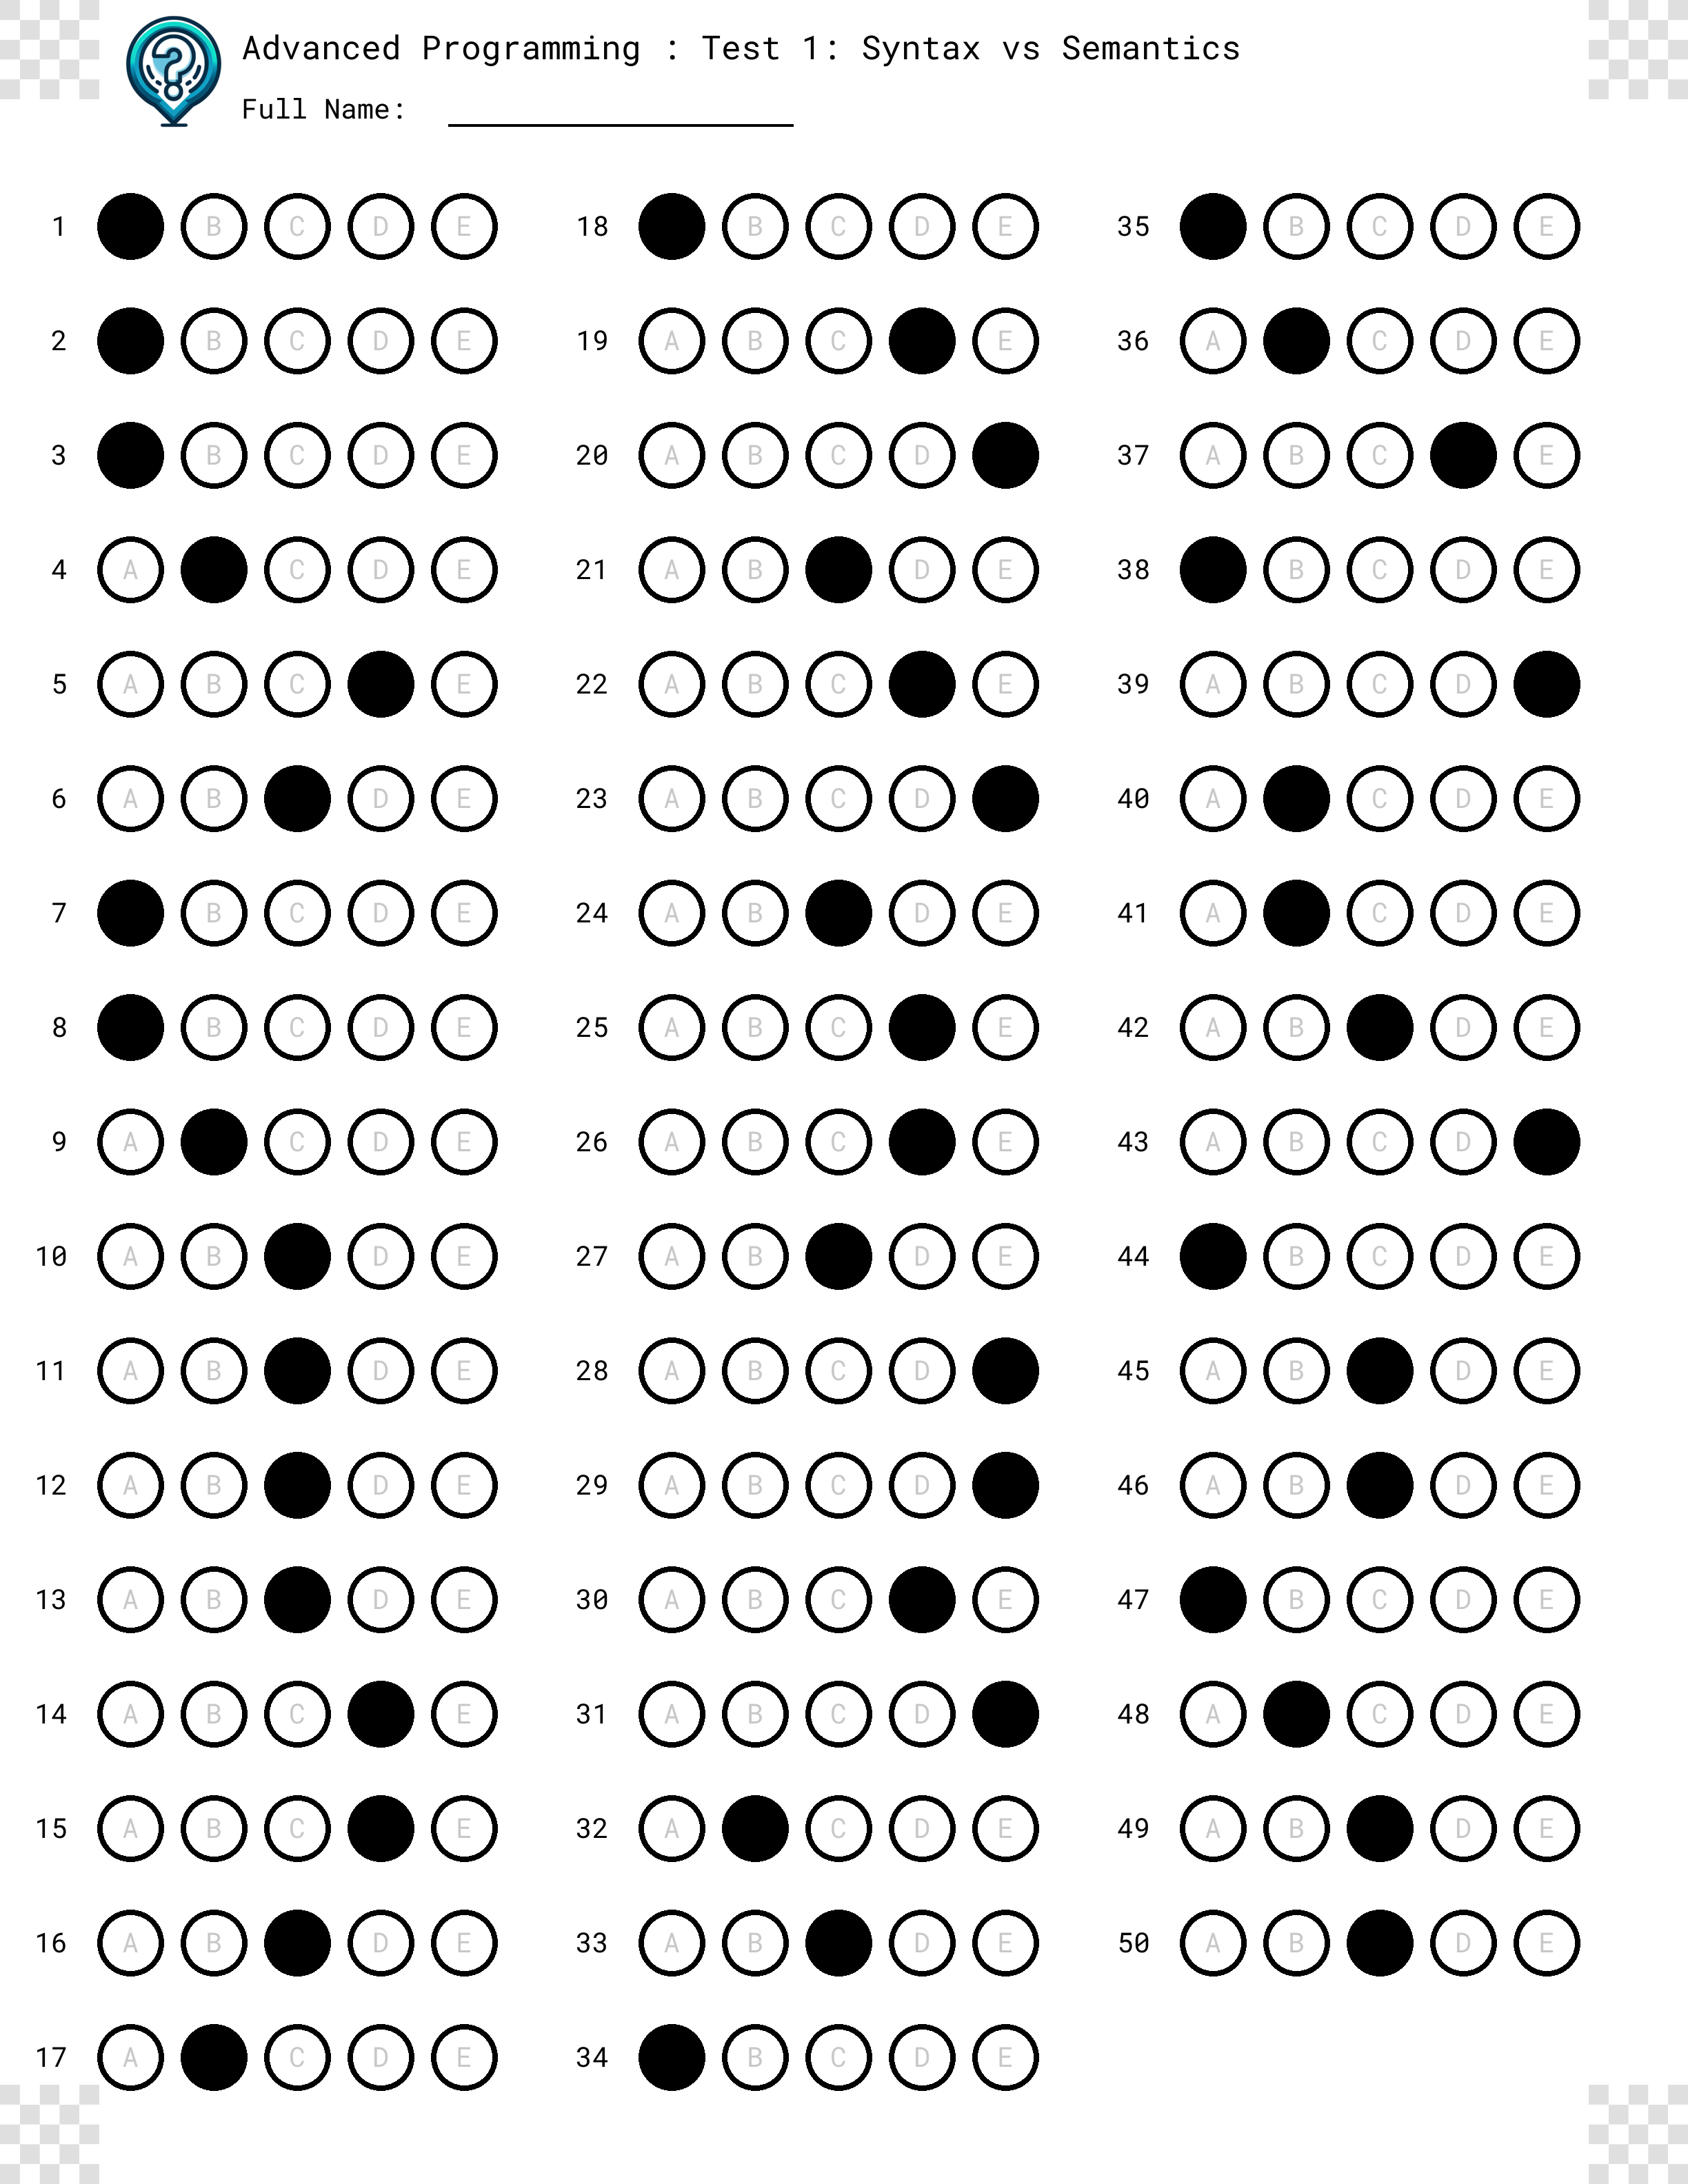 Advanced Programming : Test 1: Syntax vs Semantics
Full Name:
1 B C D E
2 B C D E
3 B C D E
4 A C D E
5 A B C E
6 A B D E
7 B C D E
8 B C D E
9 A C D E
10 A B D E
11 A B D E
12 A B D E
13 A B D E
14 A B C E
15 A B C E
16 A B D E
17 A C D E
18 B C D E
19 A B C E
20 A B C D
21 A B D E
22 A B C E
23 A B C D
24 A B D E
25 A B C E
26 A B C E
27 A B D E
28 A B C D
29 A B C D
30 A B C E
31 A B C D
32 A C D E
33 A B D E
34 B C D E
35 B C D E
36 A C D E
37 A B C E
38 B C D E
39 A B C D
40 A C D E
41 A C D E
42 A B D E
43 A B C D
44 B C D E
45 A B D E
46 A B D E
47 B C D E
48 A C D E
49 A B D E
50 A B D E